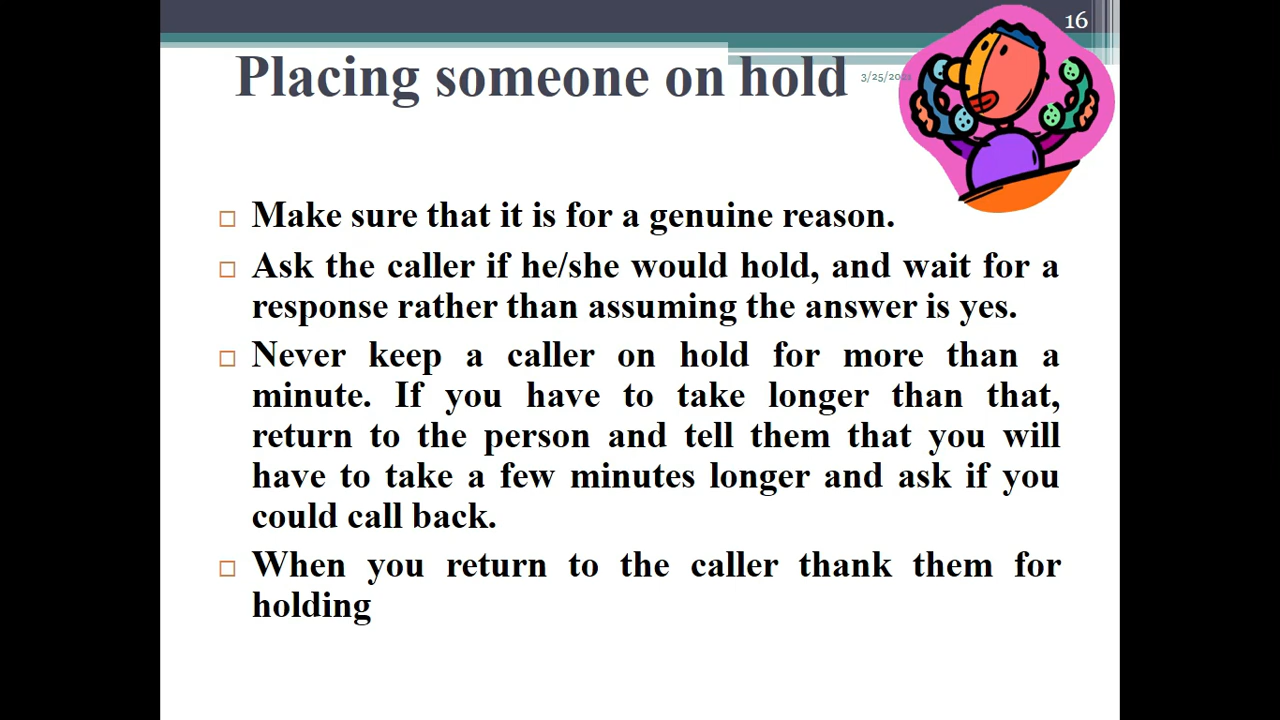 16
Placing someone on hold
3/25/2021
Make sure that it is for a genuine reason.
Ask the caller if he/she would hold, and wait for a
response rather than assuming the answer is yes.
Never keep a caller on hold for more than a
minute. If you have to take longer than that,
return to the person and tell them that you will
have to take a few minutes longer and ask if you
could call back.
When you return to the caller thank them for
holding